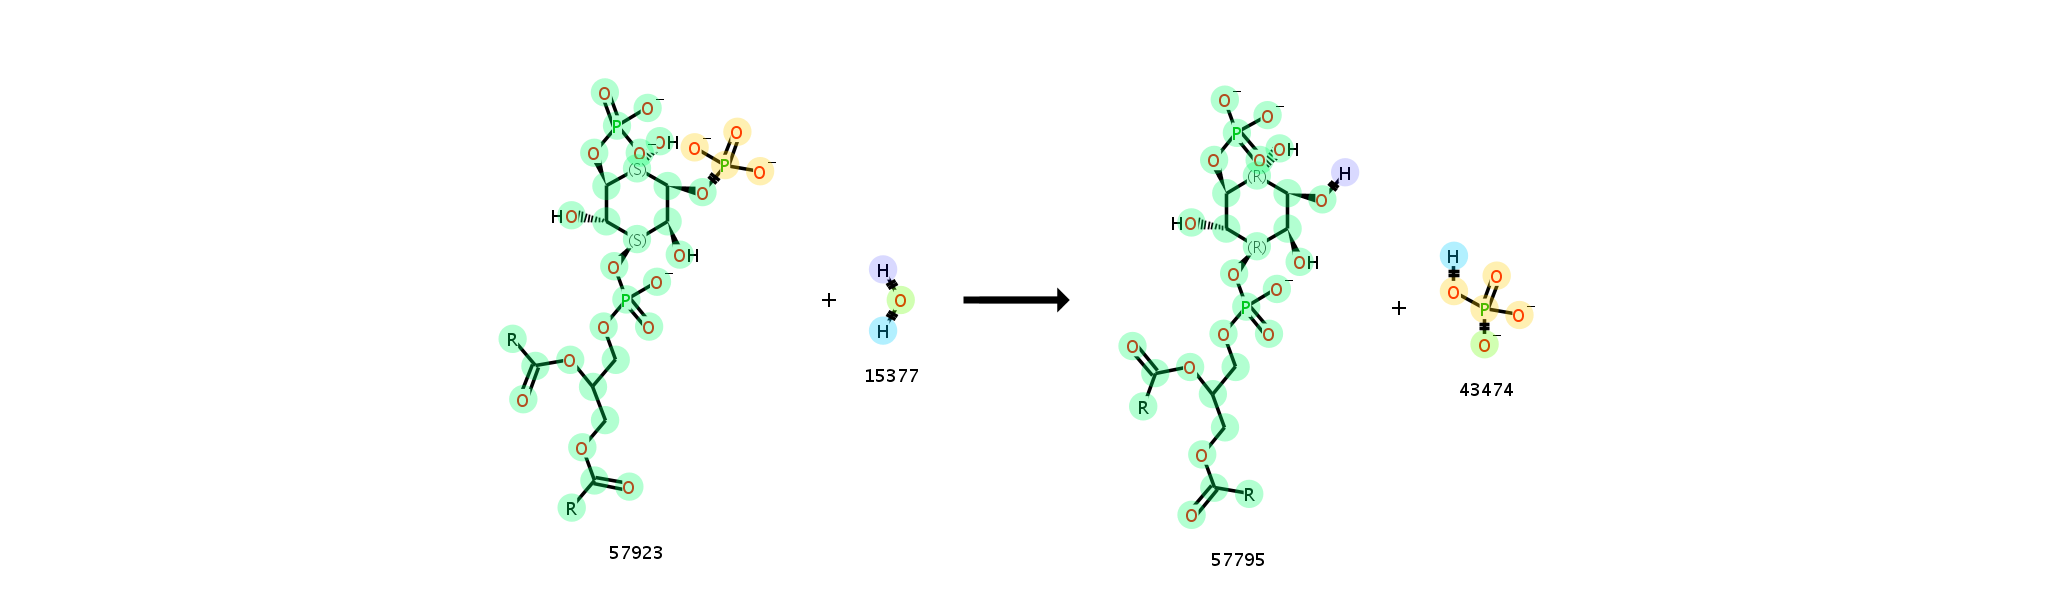 O O⁻
P OH O⁻ O
O O⁻ (S) P O⁻
O
HO (S) OH
O
O⁻
P
O O
R O
O
O
O
R
57923
+
H
O
H
15377
O⁻ O⁻
P OH
O O (R) H
O
HO (R) OH
O
O⁻
P
O O
O O
R
O
R
O
57795
+
H
O O
P O⁻
O⁻
43474